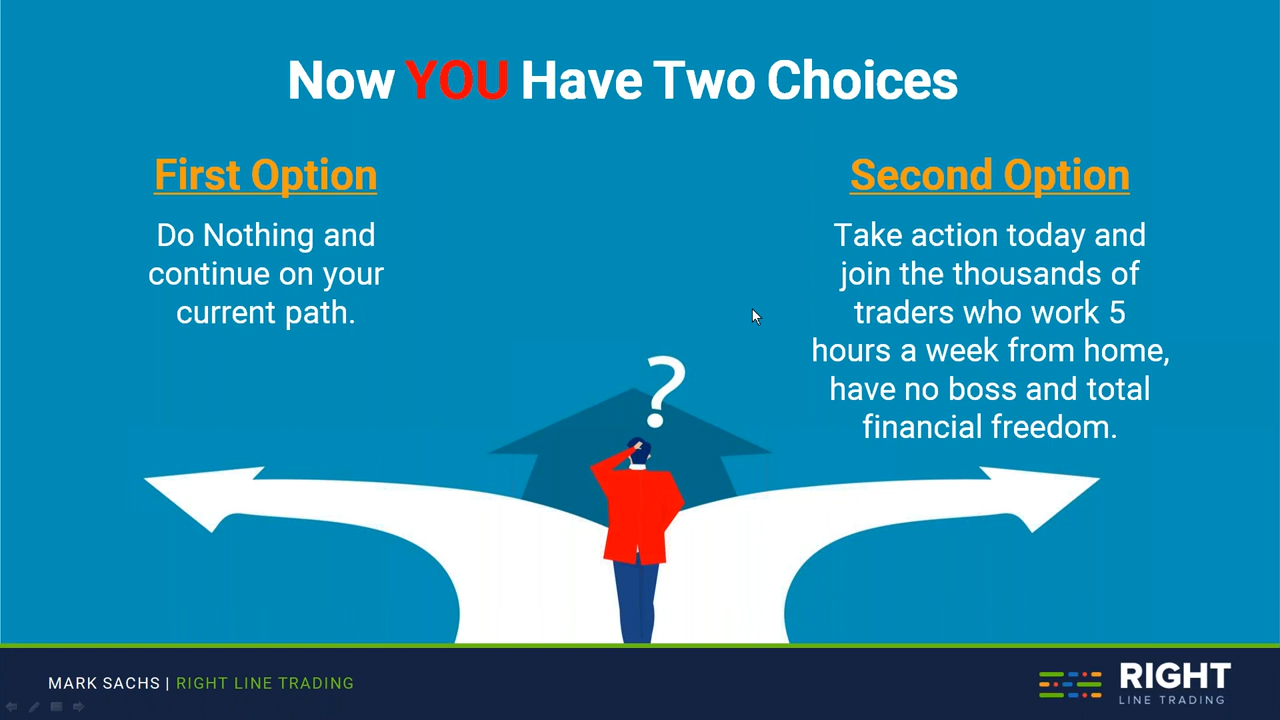 Now YOU Have Two Choices
First Option
Do Nothing and
continue on your
current path.
Second Option
Take action today and
join the thousands of
traders who work 5
hours a week from home,
have no boss and total
financial freedom.
?
MARK SACHS | RIGHT LINE TRADING
RIGHT
LINE TRADING